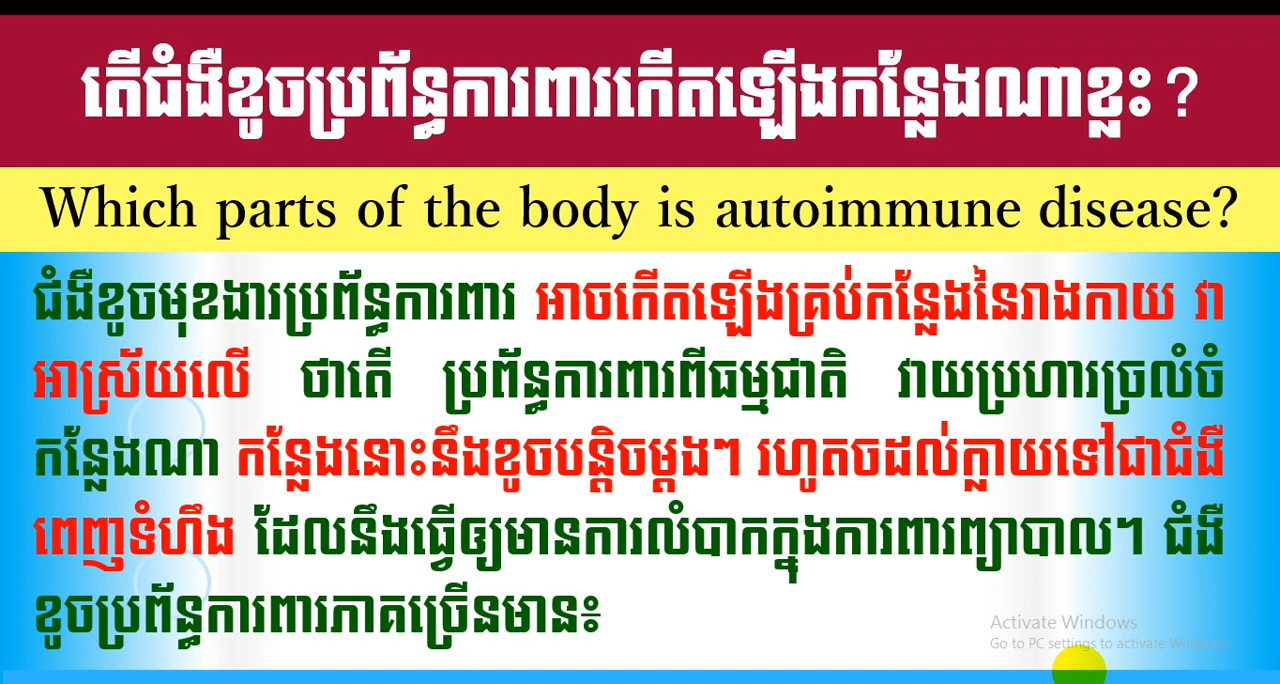 តើជំងឺខូចប្រព័ន្ធការពារកើតឡើងកន្លែងណាខ្លះ?
Which parts of the body is autoimmune disease?
ជំងឺខូចមុខងារប្រព័ន្ធការពារ អាចកើតឡើងគ្រប់កន្លែងនៃរាងកាយ វា
អាស្រ័យលើ ថាតើ ប្រព័ន្ធការពារពីធម្មជាតិ វាយប្រហារច្រលំចំ
កន្លែងណា កន្លែងនោះនឹងខូចបន្តិចម្តងៗ រហូតចដល់ក្លាយទៅជាជំងឺ
ពេញទំហឹង ដែលនឹងធ្វើឲ្យមានការលំបាកក្នុងការពារព្យាបាល។ ជំងឺ
ខូចប្រព័ន្ធការពារភាគច្រើនមាន៖
Activate Windows
Go to PC settings to activate Windows.